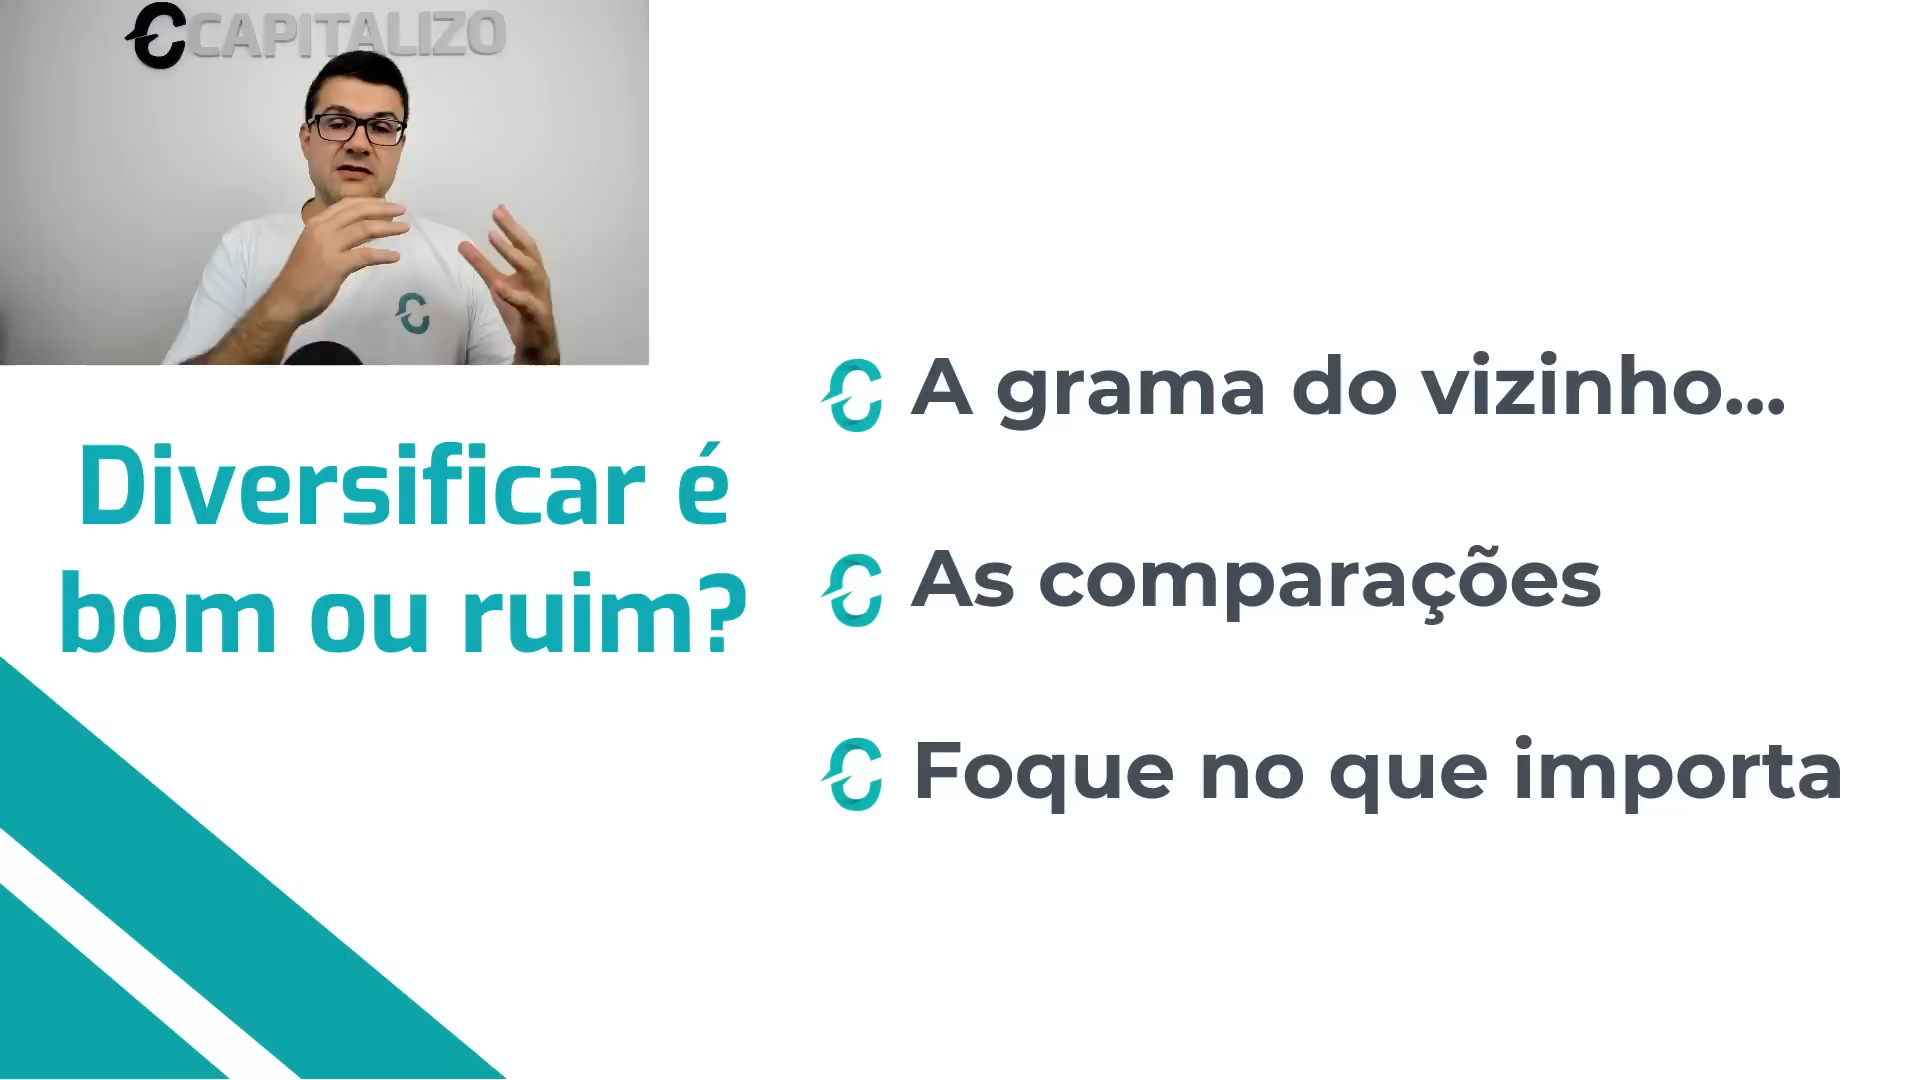 CAPITALIZO
Diversificar é
bom ou ruim?
A grama do vizinho...
As comparações
Foque no que importa